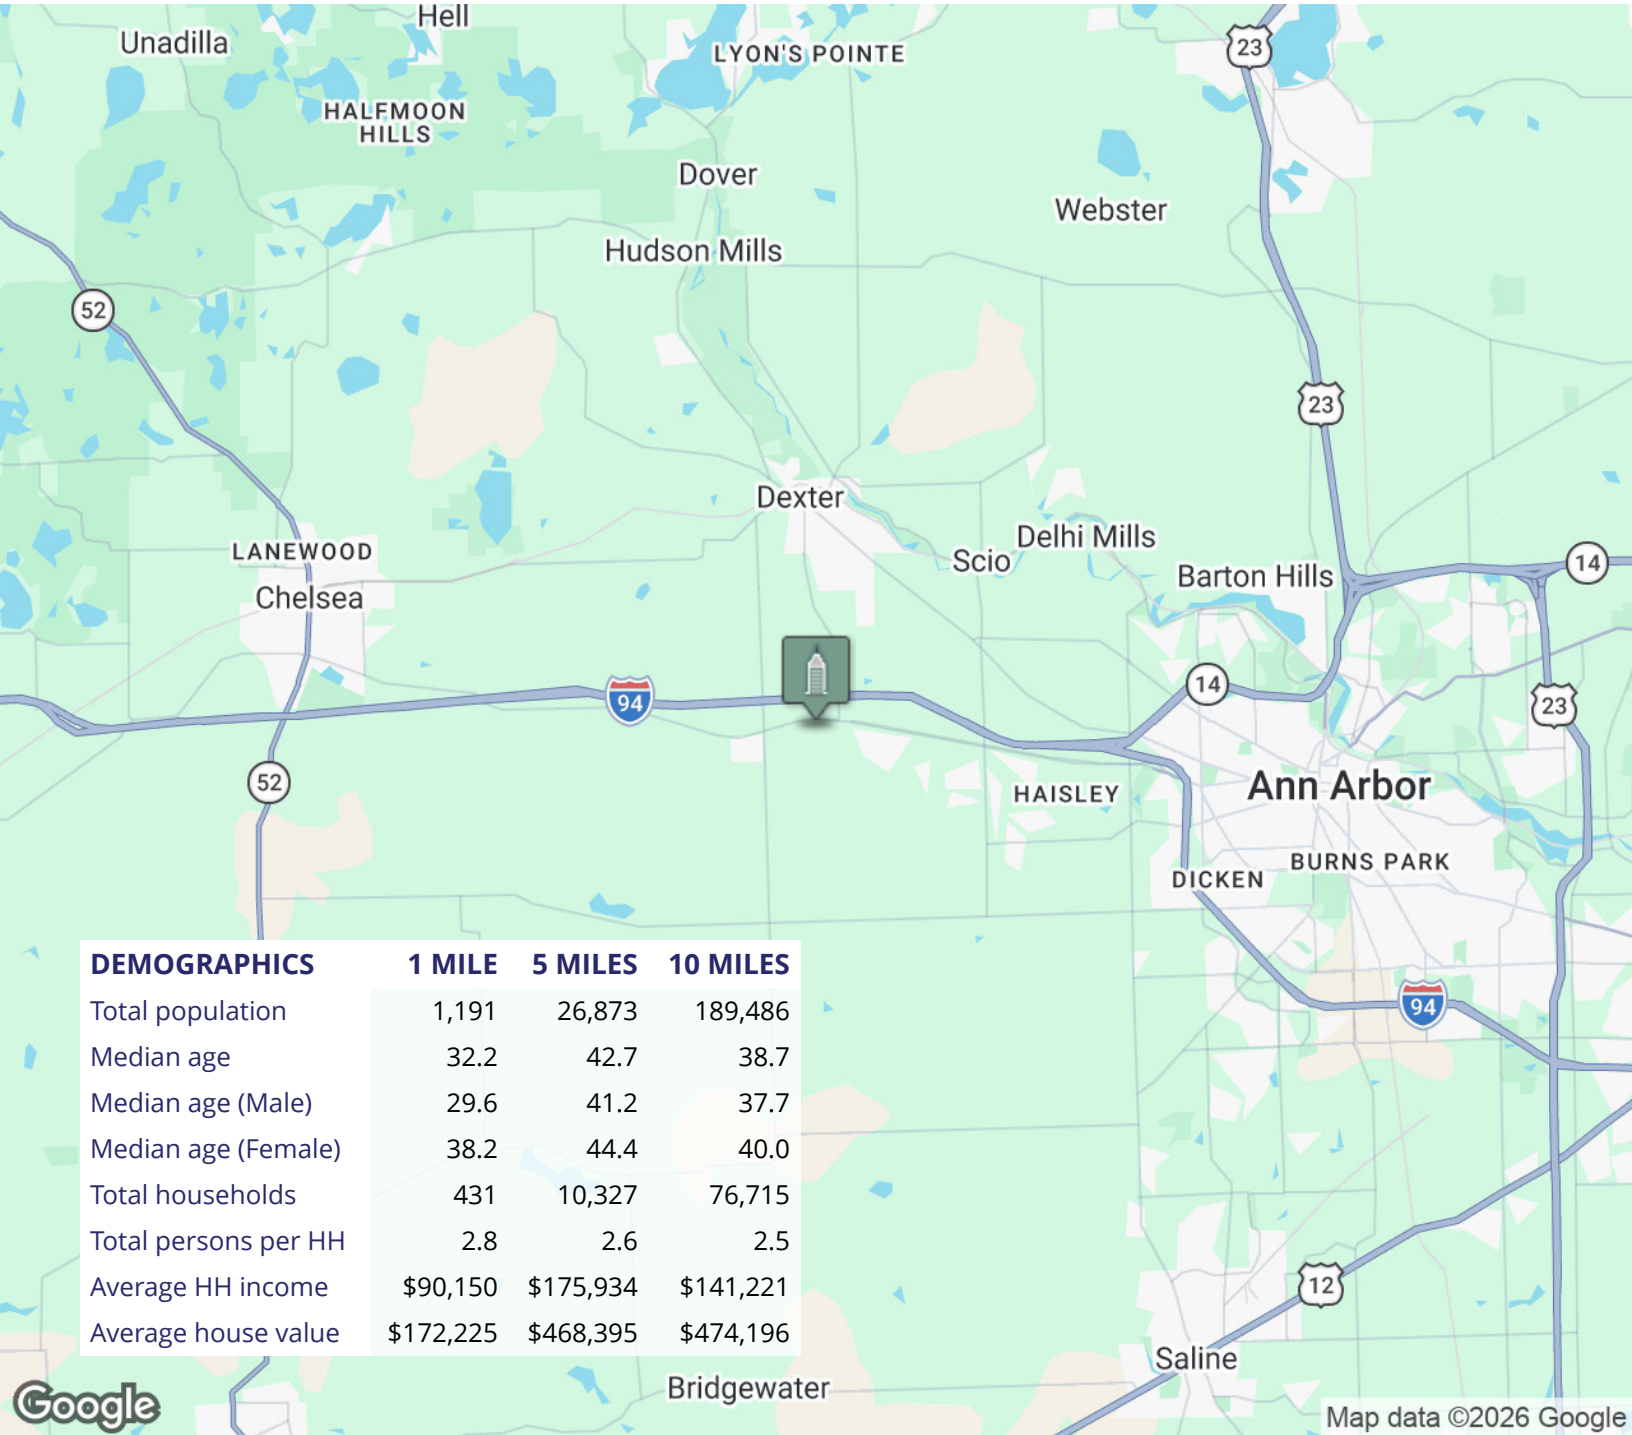 Hell
Unadilla
LYON'S POINTE
23
HALFMOON
HILLS
Dover
Webster
Hudson Mills
52
23
Dexter
Delhi Mills
LANEWOOD
Scio
14
Barton Hills
Chelsea
14
94
23
52
Ann Arbor
HAISLEY
BURNS PARK
DICKEN
94
DEMOGRAPHICS 1 MILE 5 MILES 10 MILES
Total population 1,191 26,873 189,486
Median age 32.2 42.7 38.7
Median age (Male) 29.6 41.2 37.7
Median age (Female) 38.2 44.4 40.0
Total households 431 10,327 76,715
Total persons per HH 2.8 2.6 2.5
Average HH income $90,150 $175,934 $141,221
Average house value $172,225 $468,395 $474,196
12
Saline
Bridgewater
Google
Map data ©2026 Google